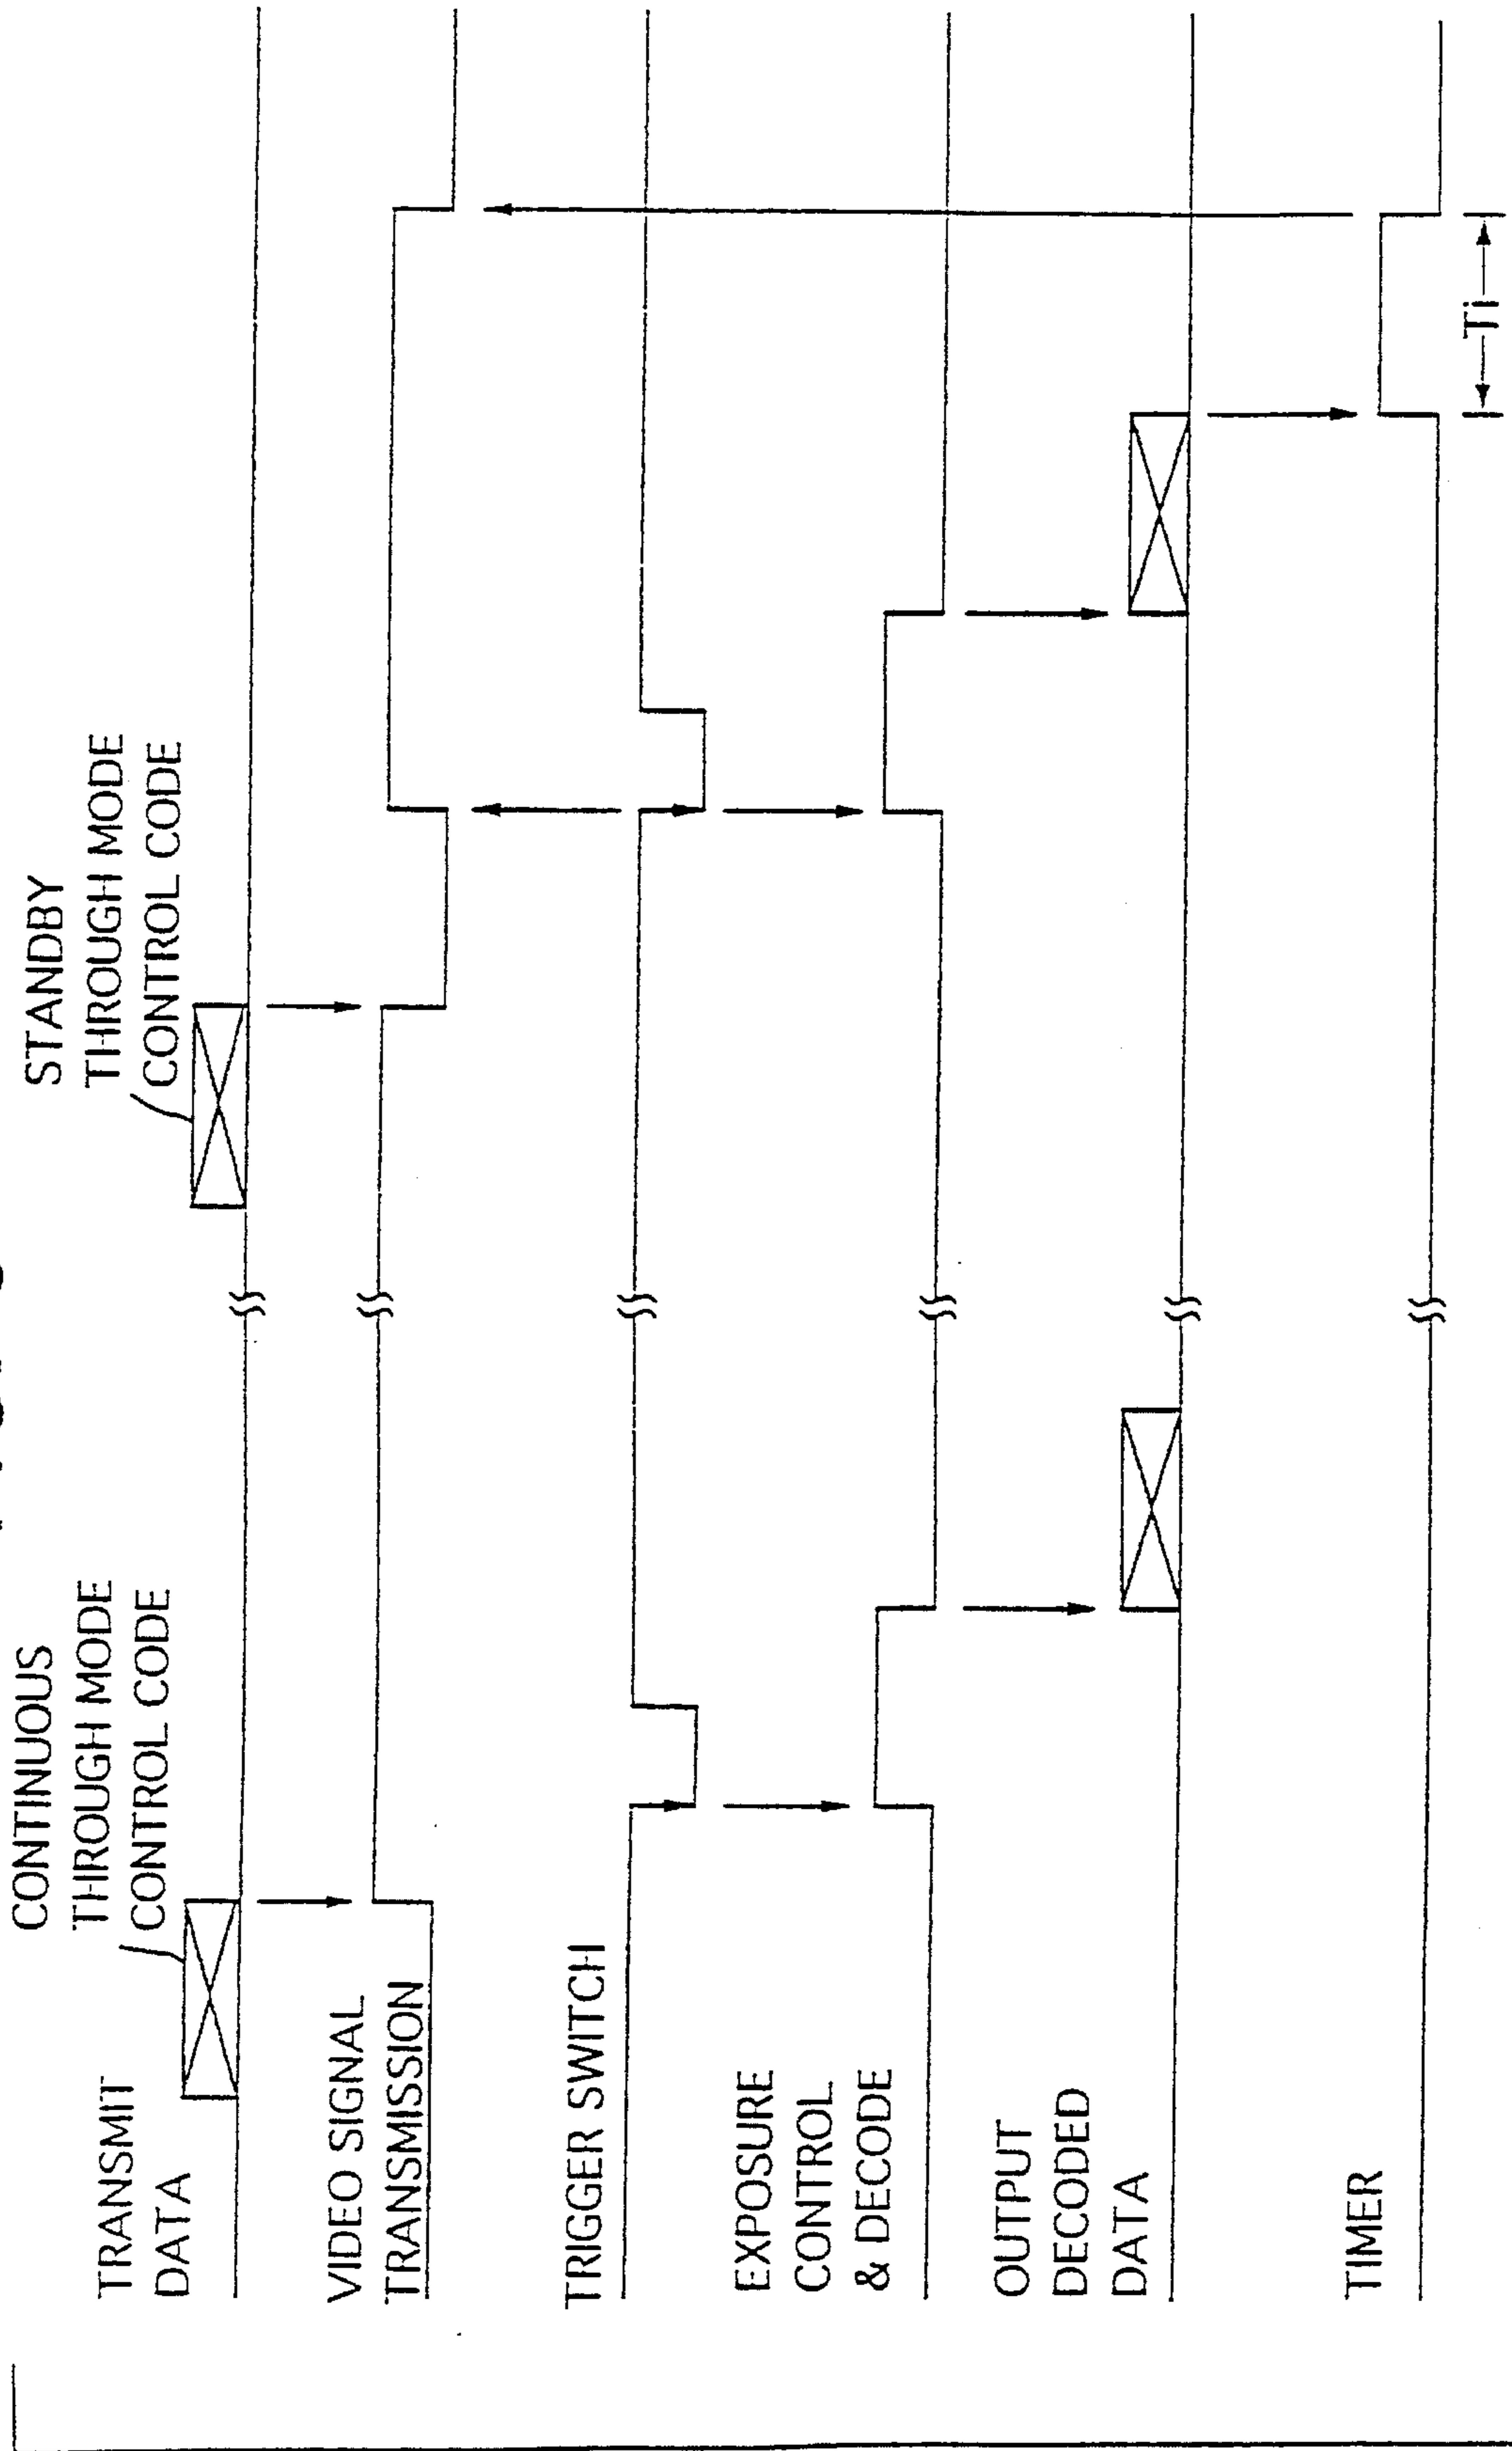 CONTINUOUS
THROUGH MODE
CONTROL CODE
STANDBY
THROUGH MODE
CONTROL CODE
TRANSMIT
DATA
VIDEO SIGNAL
TRANSMISSION
TRIGGER SWITCH
EXPOSURE
CONTROL
& DECODE
OUTPUT
DECODED
DATA
TIMER
Ti